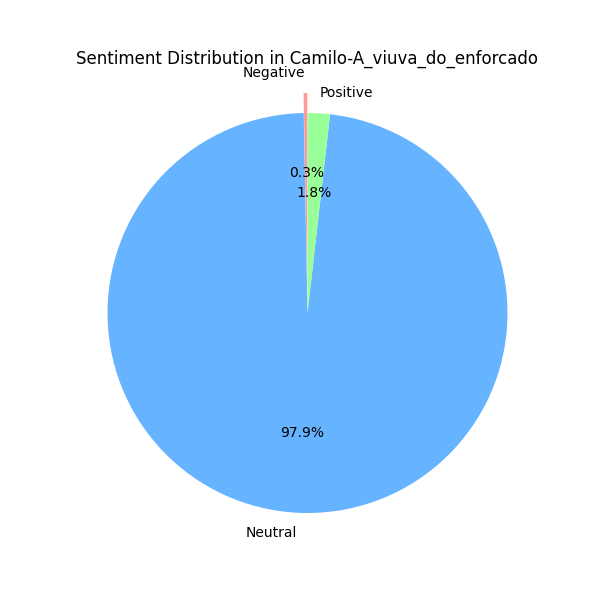 Sentiment Distribution in Camilo-A_viuva_do_enforcado
Negative
Positive
0.3%
1.8%
97.9%
Neutral